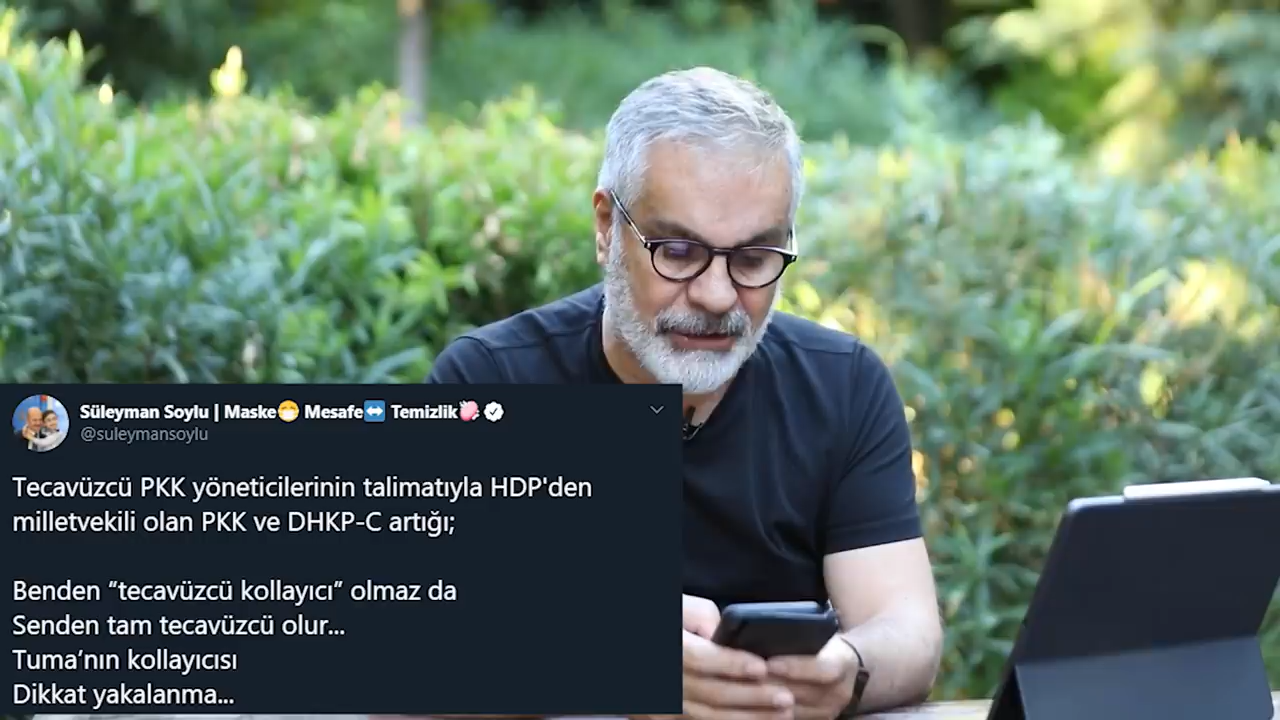 Süleyman Soylu | Maske😷 Mesafe↔️ Temizlik🧼
@suleymansoylu
Tecavüzcü PKK yöneticilerinin talimatıyla HDP'den
milletvekili olan PKK ve DHKP-C artığı;
Benden “tecavüzcü kollayıcı” olmaz da
Senden tam tecavüzcü olur...
Tuma’nın kollayıcısı
Dikkat yakalanma...